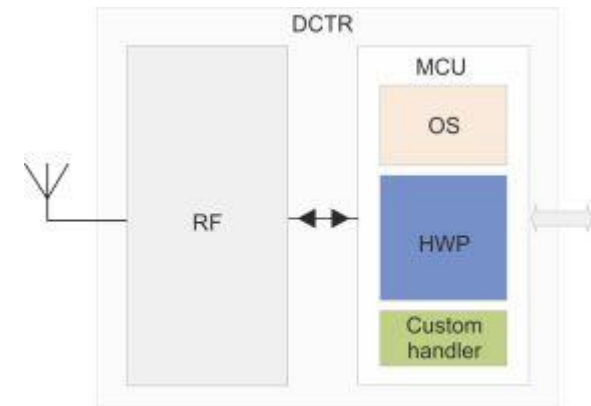 DCTR
MCU
OS
RF
HWP
Custom
handler